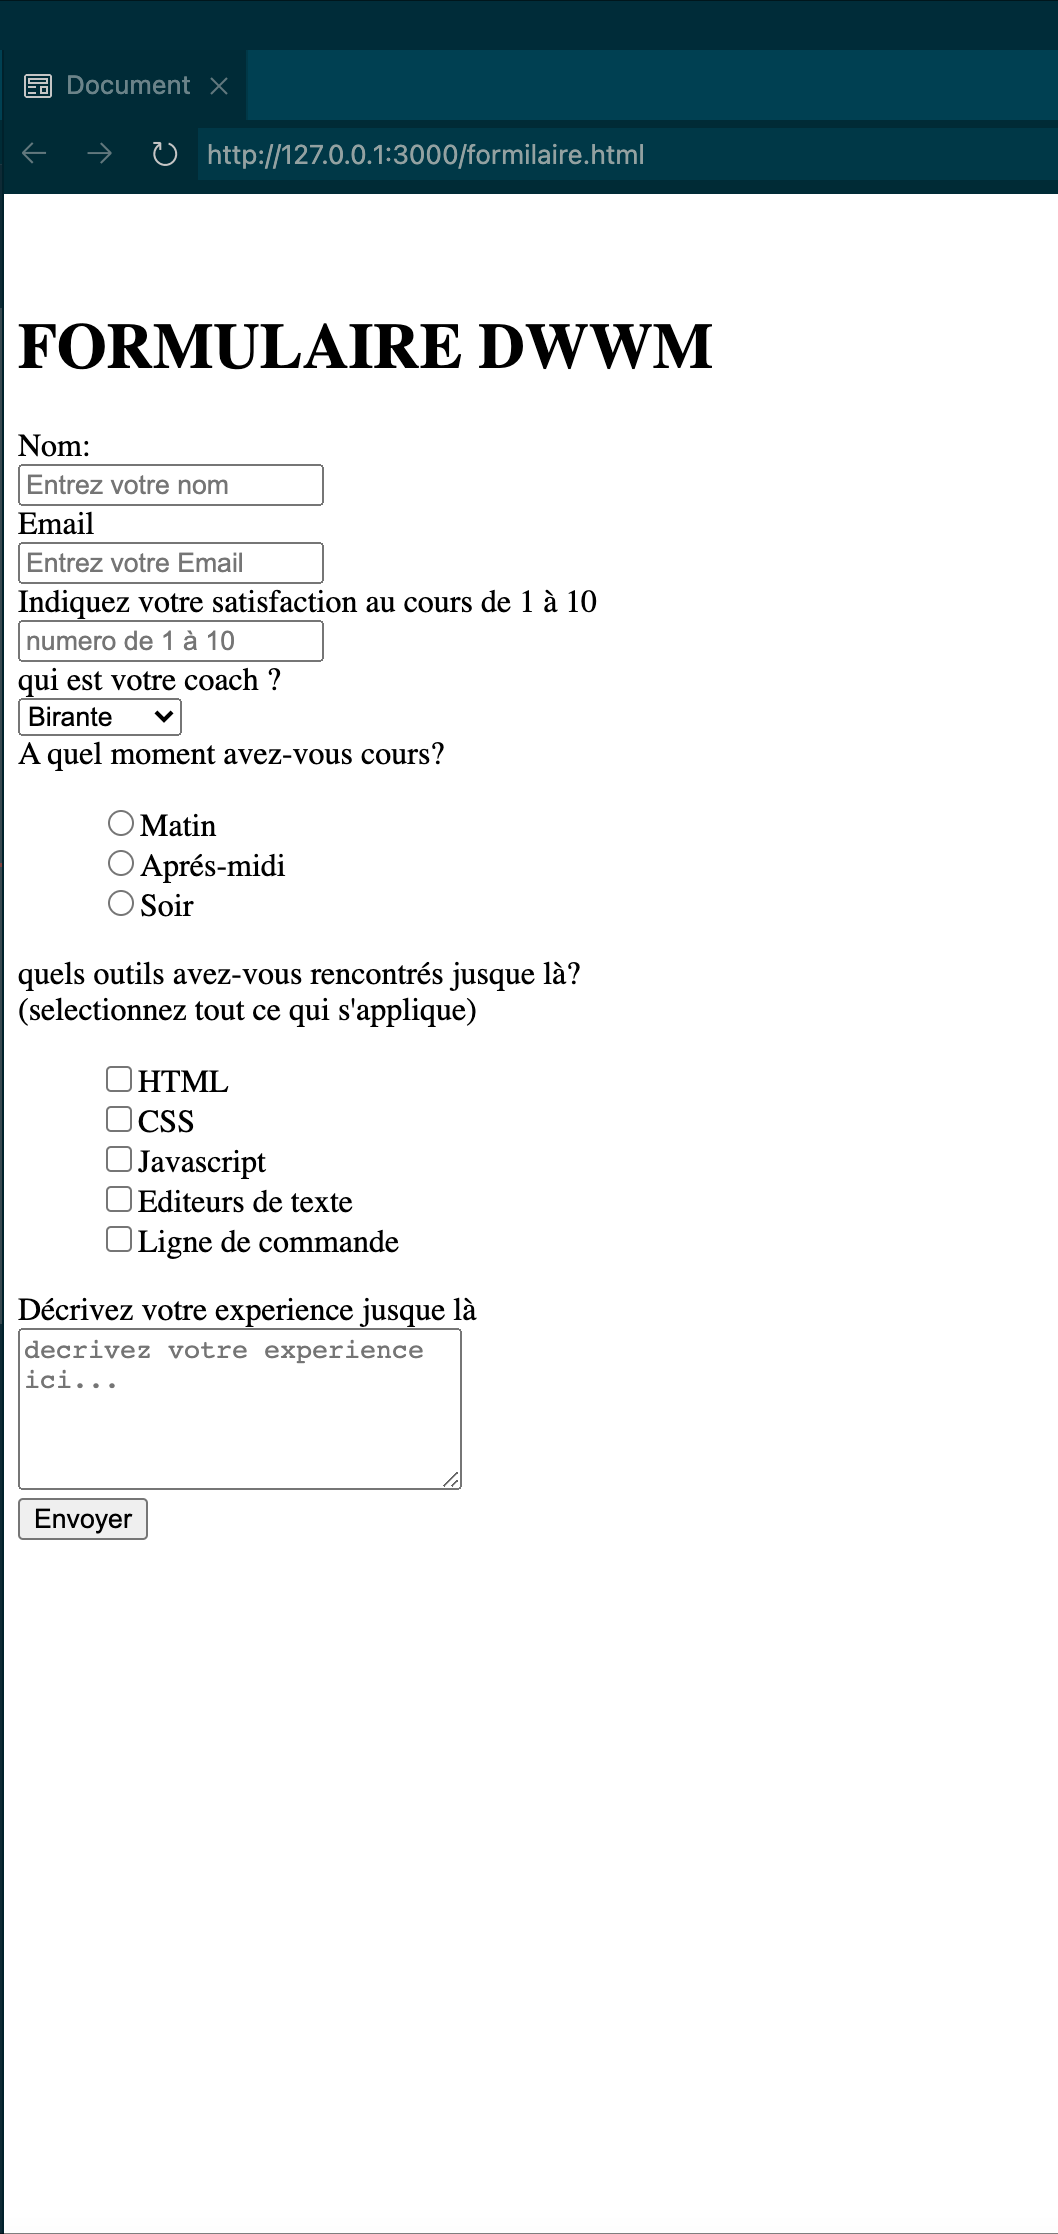 Document
http://127.0.0.1:3000/formilaire.html
FORMULAIRE DWWM
Nom:
Entrez votre nom
Email
Entrez votre Email
Indiquez votre satisfaction au cours de 1 à 10
numero de 1 à 10
qui est votre coach ?
Birante
A quel moment avez-vous cours?
Matin
Aprés-midi
Soir
quels outils avez-vous rencontrés jusque là?
(selectionnez tout ce qui s'applique)
HTML
CSS
Javascript
Editeurs de texte
Ligne de commande
Décrivez votre experience jusque là
decrivez votre experience
ici...
Envoyer